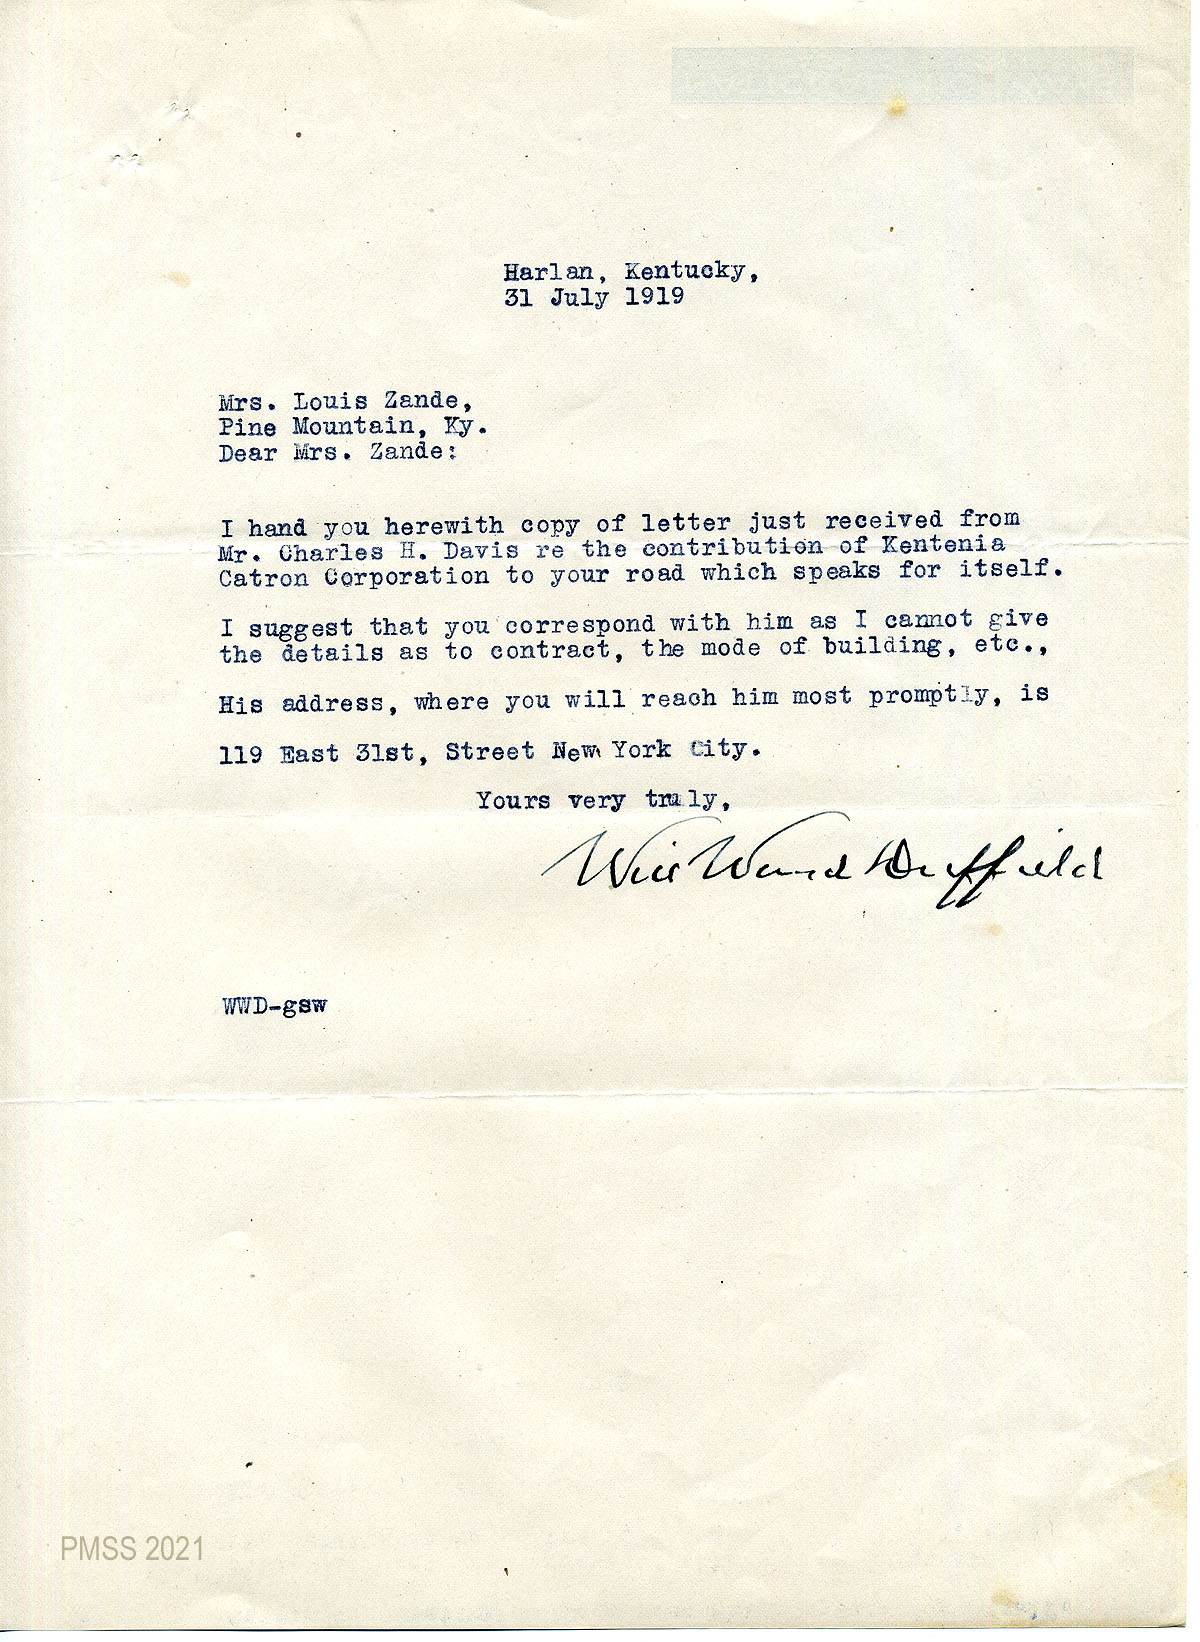 Harlan, Kentucky,
31 July 1919
Mrs. Louis Zande,
Pine Mountain, Ky.
Dear Mrs. Zande:
I hand you herewith copy of letter just received from
Mr. Charles H. Davis re the contribution of Kentenia
Catron Corporation to your road which speaks for itself.
I suggest that you correspond with him as I cannot give
the details as to contract, the mode of building, etc.,
His address, where you will reach him most promptly, is
119 East 31st, Street New York City.
Yours very truly,
Will Ward Duffield
WWD-gsw
PMSS 2021